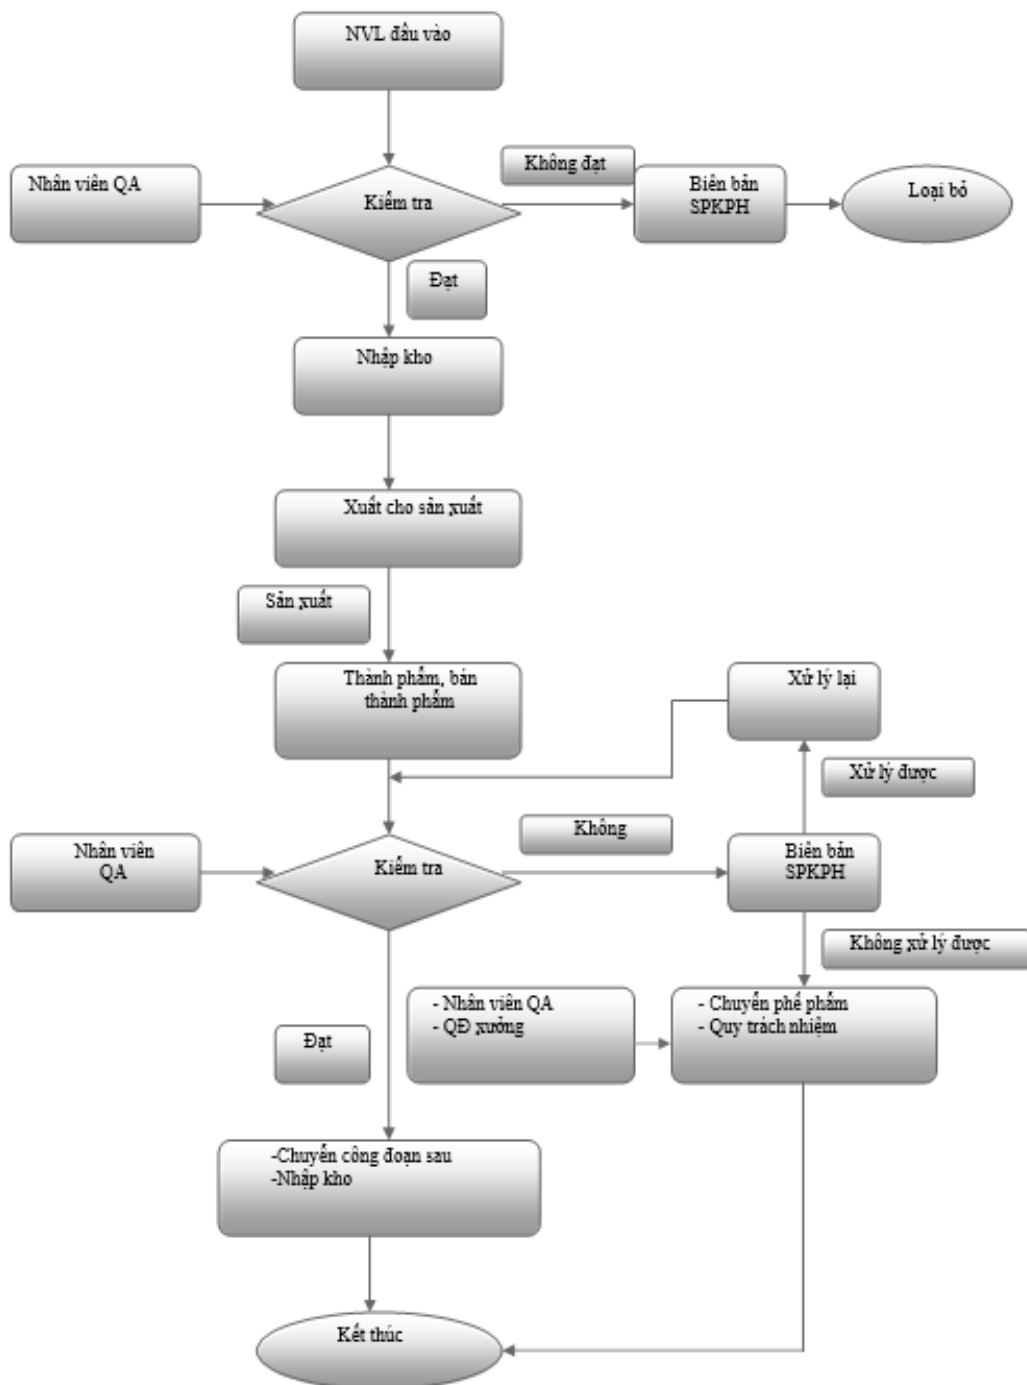 NVL đầu vào
Không đạt
Nhân viên QA
Kiểm tra
Biên bản
SPKPH
Loại bỏ
Đạt
Nhập kho
Xuất cho sản xuất
Sản xuất
Thành phẩm, bán
thành phẩm
Xử lý lại
Xử lý được
Không
Nhân viên
QA
Kiểm tra
Biên bản
SPKPH
Không xử lý được
- Nhân viên QA
- QĐ xưởng
- Chuyển phế phẩm
- Quy trách nhiệm
Đạt
-Chuyển công đoạn sau
-Nhập kho
Kết thúc